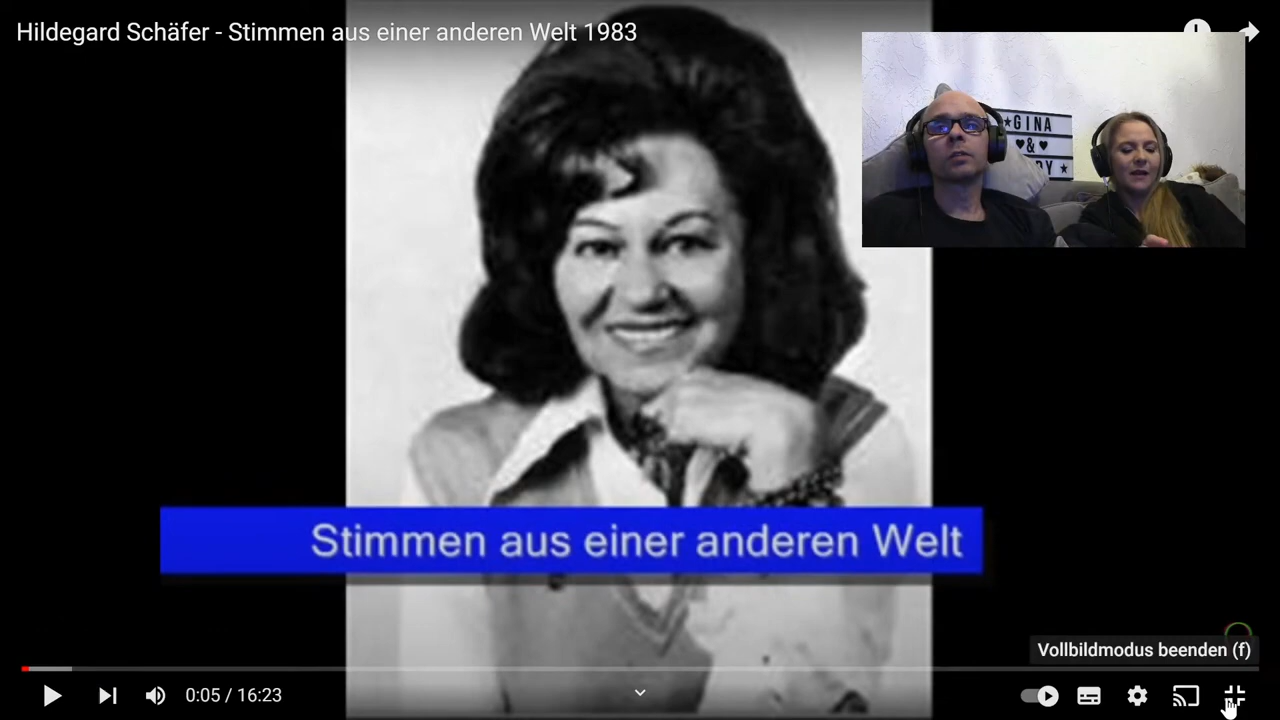 Hildegard Schäfer - Stimmen aus einer anderen Welt 1983
★GINA
♥&♥
DY ★
Stimmen aus einer anderen Welt
Vollbildmodus beenden (f)
0:05 / 16:23